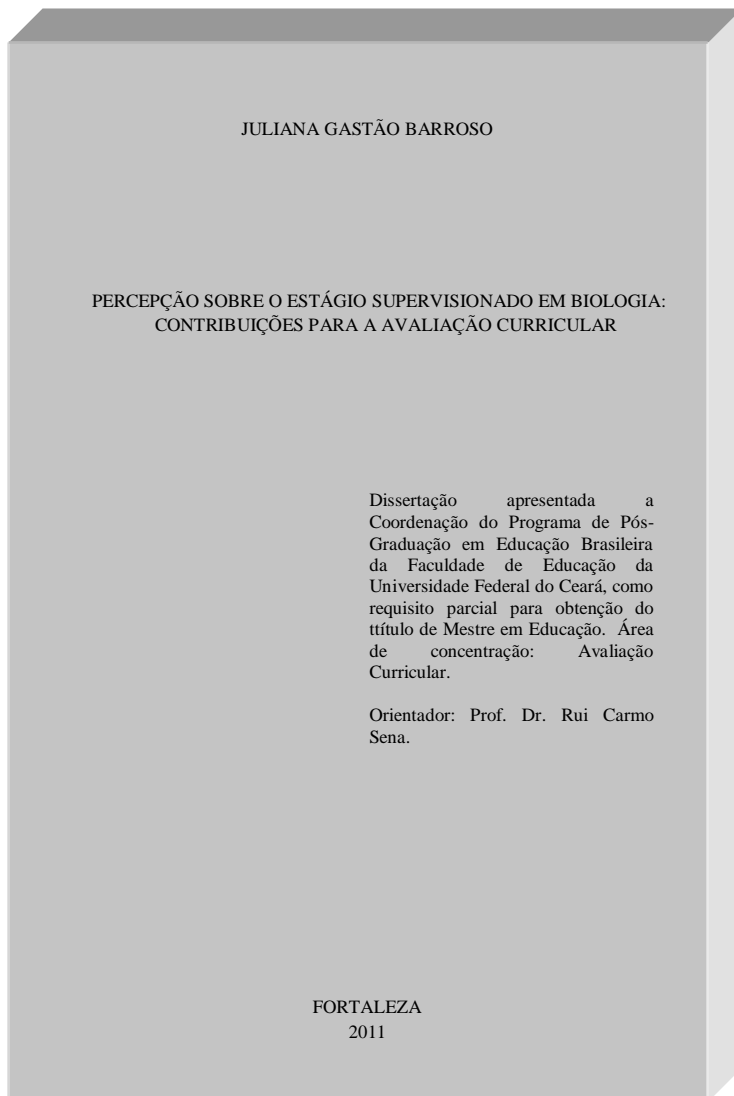 JULIANA GASTÃO BARROSO
PERCEPÇÃO SOBRE O ESTÁGIO SUPERVISIONADO EM BIOLOGIA:
CONTRIBUIÇÕES PARA A AVALIAÇÃO CURRICULAR
Dissertação apresentada a
Coordenação do Programa de Pós-
Graduação em Educação Brasileira
da Faculdade de Educação da
Universidade Federal do Ceará, como
requisito parcial para obtenção do
ttítulo de Mestre em Educação. Área
de concentração: Avaliação
Curricular.
Orientador: Prof. Dr. Rui Carmo
Sena.
FORTALEZA
2011